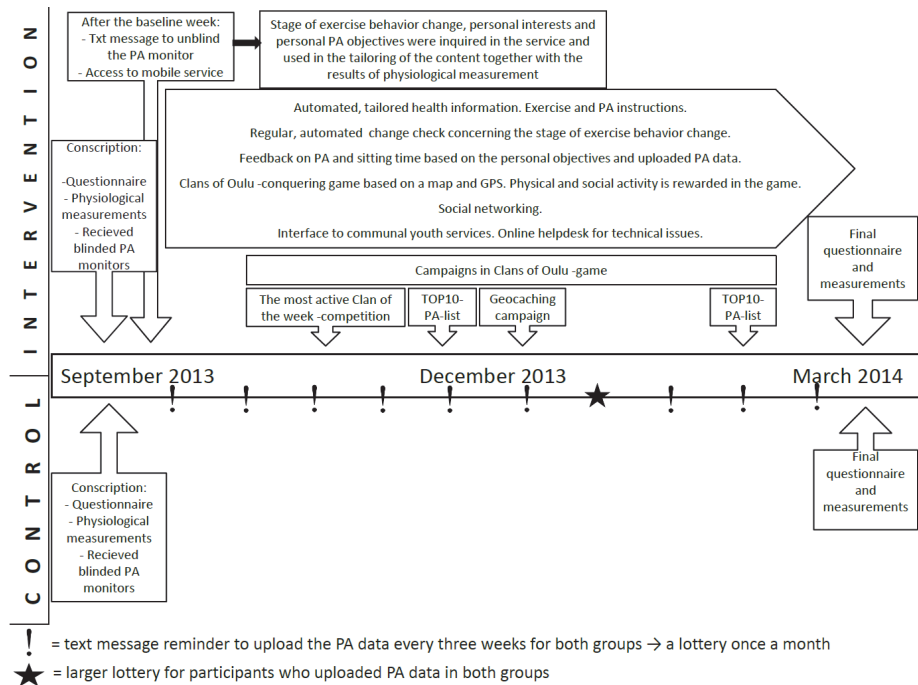 INTERVENTION
After the baseline week:
- Txt message to unblind
the PA monitor
- Access to mobile service
Stage of exercise behavior change, personal interests and
personal PA objectives were inquired in the service and
used in the tailoring of the content together with the
results of physiological measurement
Automated, tailored health information. Exercise and PA instructions.
Regular, automated change check concerning the stage of exercise behavior change.
Feedback on PA and sitting time based on the personal objectives and uploaded PA data.
Clans of Oulu -conquering game based on a map and GPS. Physical and social activity is rewarded in the game.
Social networking.
Interface to communal youth services. Online helpdesk for technical issues.
Conscription:
-Questionnaire
- Physiological
measurements
- Recieved
blinded PA
monitors
Final
questionnaire
and
measurements
Campaigns in Clans of Oulu -game
The most active Clan of
the week -competition
TOP10-
PA-list
Geocaching
campaign
TOP10-
PA-list
September 2013
December 2013
March 2014
! ! ! ! ! ! ! ! !
CONTROL
Conscription:
- Questionnaire
- Physiological
measurements
- Recieved
blinded PA
monitors
Final
questionnaire
and
measurements
! = text message reminder to upload the PA data every three weeks for both groups → a lottery once a month
★ = larger lottery for participants who uploaded PA data in both groups